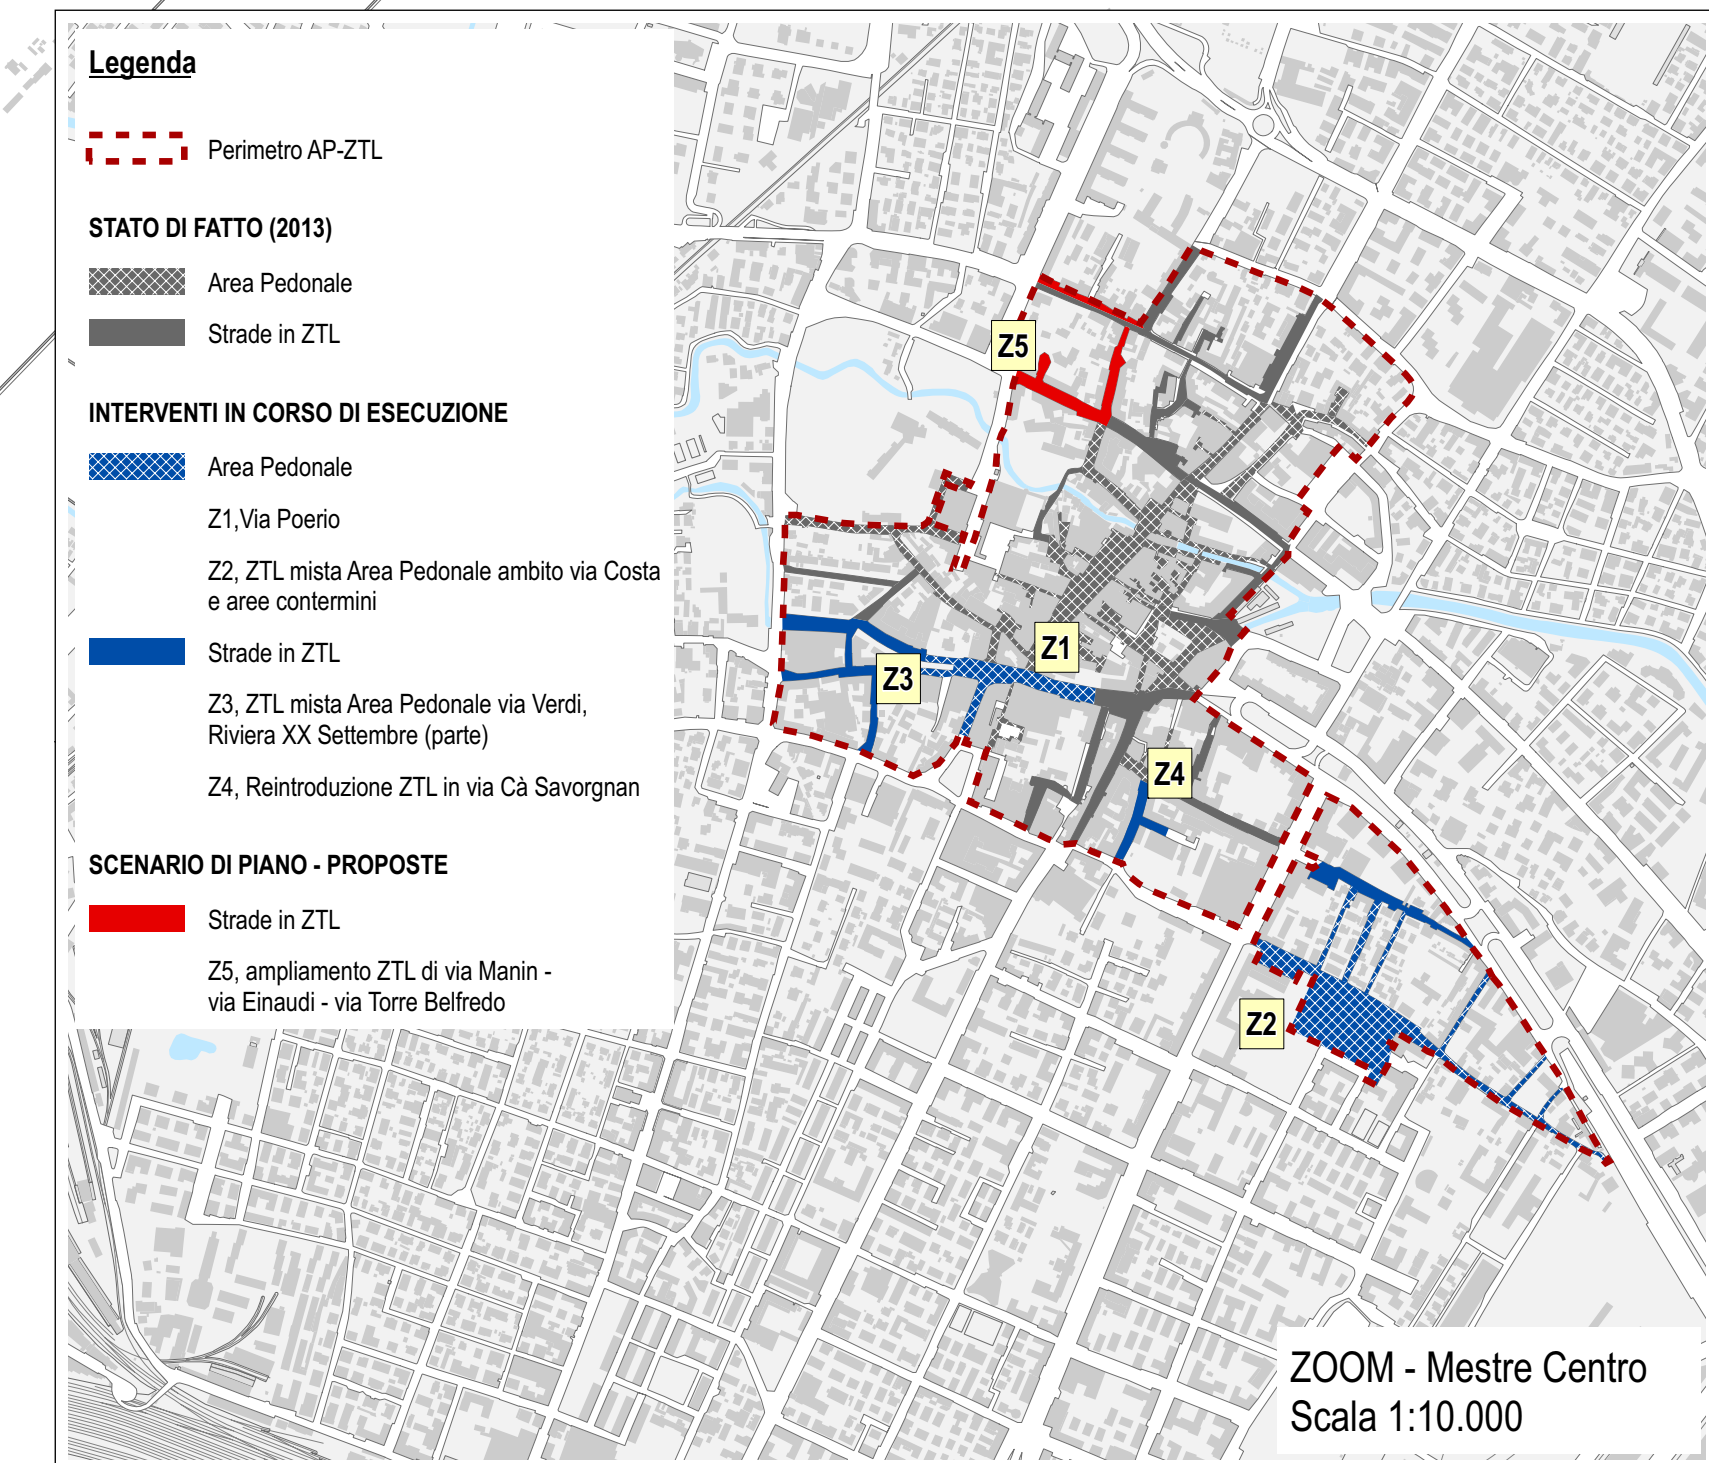 Legenda
Perimetro AP-ZTL
STATO DI FATTO (2013)
Area Pedonale
Strade in ZTL
INTERVENTI IN CORSO DI ESECUZIONE
Area Pedonale
Z1,Via Poerio
Z2, ZTL mista Area Pedonale ambito via Costa
e aree contermini
Strade in ZTL
Z3, ZTL mista Area Pedonale via Verdi,
Riviera XX Settembre (parte)
Z4, Reintroduzione ZTL in via Cà Savorgnan
SCENARIO DI PIANO - PROPOSTE
Strade in ZTL
Z5, ampliamento ZTL di via Manin -
via Einaudi - via Torre Belfredo
Z5
Z1
Z3
Z4
Z2
ZOOM - Mestre Centro
Scala 1:10.000